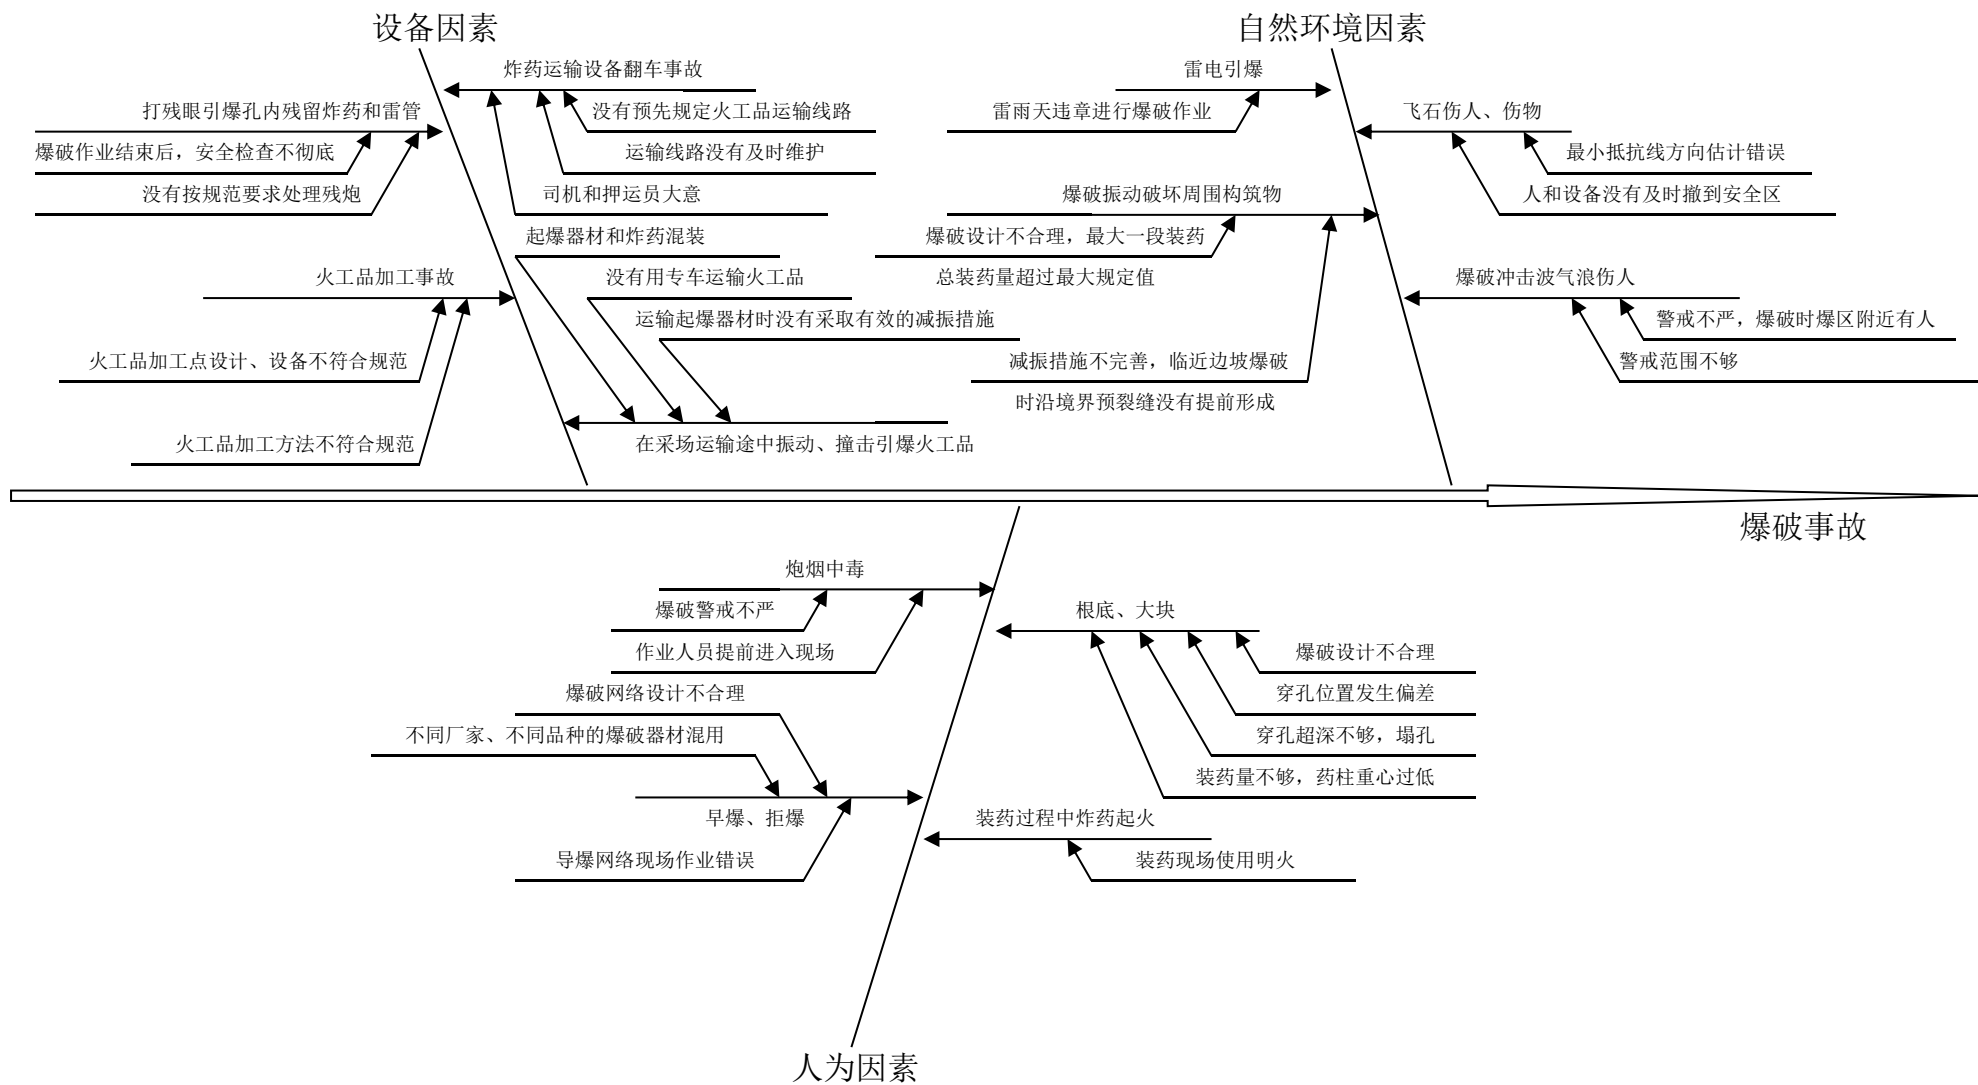 设备因素
自然环境因素
炸药运输设备翻车事故
雷电引爆
打残眼引爆孔内残留炸药和雷管
没有预先规定火工品运输线路
雷雨天违章进行爆破作业
飞石伤人、伤物
爆破作业结束后，安全检查不彻底
运输线路没有及时维护
最小抵抗线方向估计错误
没有按规范要求处理残炮
司机和押运员大意
爆破振动破坏周围构筑物
人和设备没有及时撤到安全区
起爆器材和炸药混装
爆破设计不合理，最大一段装药
火工品加工事故
没有用专车运输火工品
总装药量超过最大规定值
爆破冲击波气浪伤人
运输起爆器材时没有采取有效的减振措施
警戒不严，爆破时爆区附近有人
火工品加工点设计、设备不符合规范
减振措施不完善，临近边坡爆破
警戒范围不够
时沿境界预裂缝没有提前形成
火工品加工方法不符合规范
在采场运输途中振动、撞击引爆火工品
爆破事故
炮烟中毒
爆破警戒不严
根底、大块
作业人员提前进入现场
爆破设计不合理
爆破网络设计不合理
穿孔位置发生偏差
不同厂家、不同品种的爆破器材混用
穿孔超深不够，塌孔
装药量不够，药柱重心过低
早爆、拒爆
装药过程中炸药起火
导爆网络现场作业错误
装药现场使用明火
人为因素